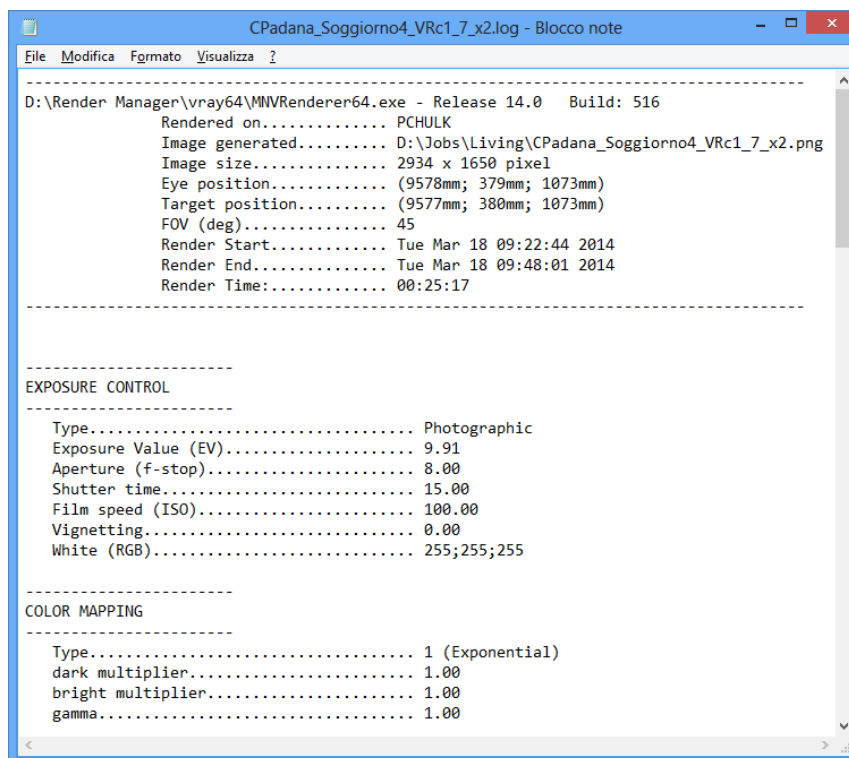 CPadana_Soggiorno4_VRc1_7_x2.log - Blocco note
File Modifica Formato Visualizza ?
--------------------------------------------------------------------------------------
D:\Render Manager\vray64\MNVRenderer64.exe - Release 14.0   Build: 516
Rendered on.............. PCHULK
Image generated.......... D:\Jobs\Living\CPadana_Soggiorno4_VRc1_7_x2.png
Image size............... 2934 x 1650 pixel
Eye position............. (9578mm; 379mm; 1073mm)
Target position.......... (9577mm; 380mm; 1073mm)
FOV (deg)................ 45
Render Start............. Tue Mar 18 09:22:44 2014
Render End............... Tue Mar 18 09:48:01 2014
Render Time:............. 00:25:17
--------------------------------------------------------------------------------------
-----------------------
EXPOSURE CONTROL
-----------------------
Type.................................... Photographic
Exposure Value (EV)..................... 9.91
Aperture (f-stop)....................... 8.00
Shutter time............................ 15.00
Film speed (ISO)........................ 100.00
Vignetting.............................. 0.00
White (RGB)............................. 255;255;255
-----------------------
COLOR MAPPING
-----------------------
Type.................................... 1 (Exponential)
dark multiplier......................... 1.00
bright multiplier....................... 1.00
gamma................................... 1.00